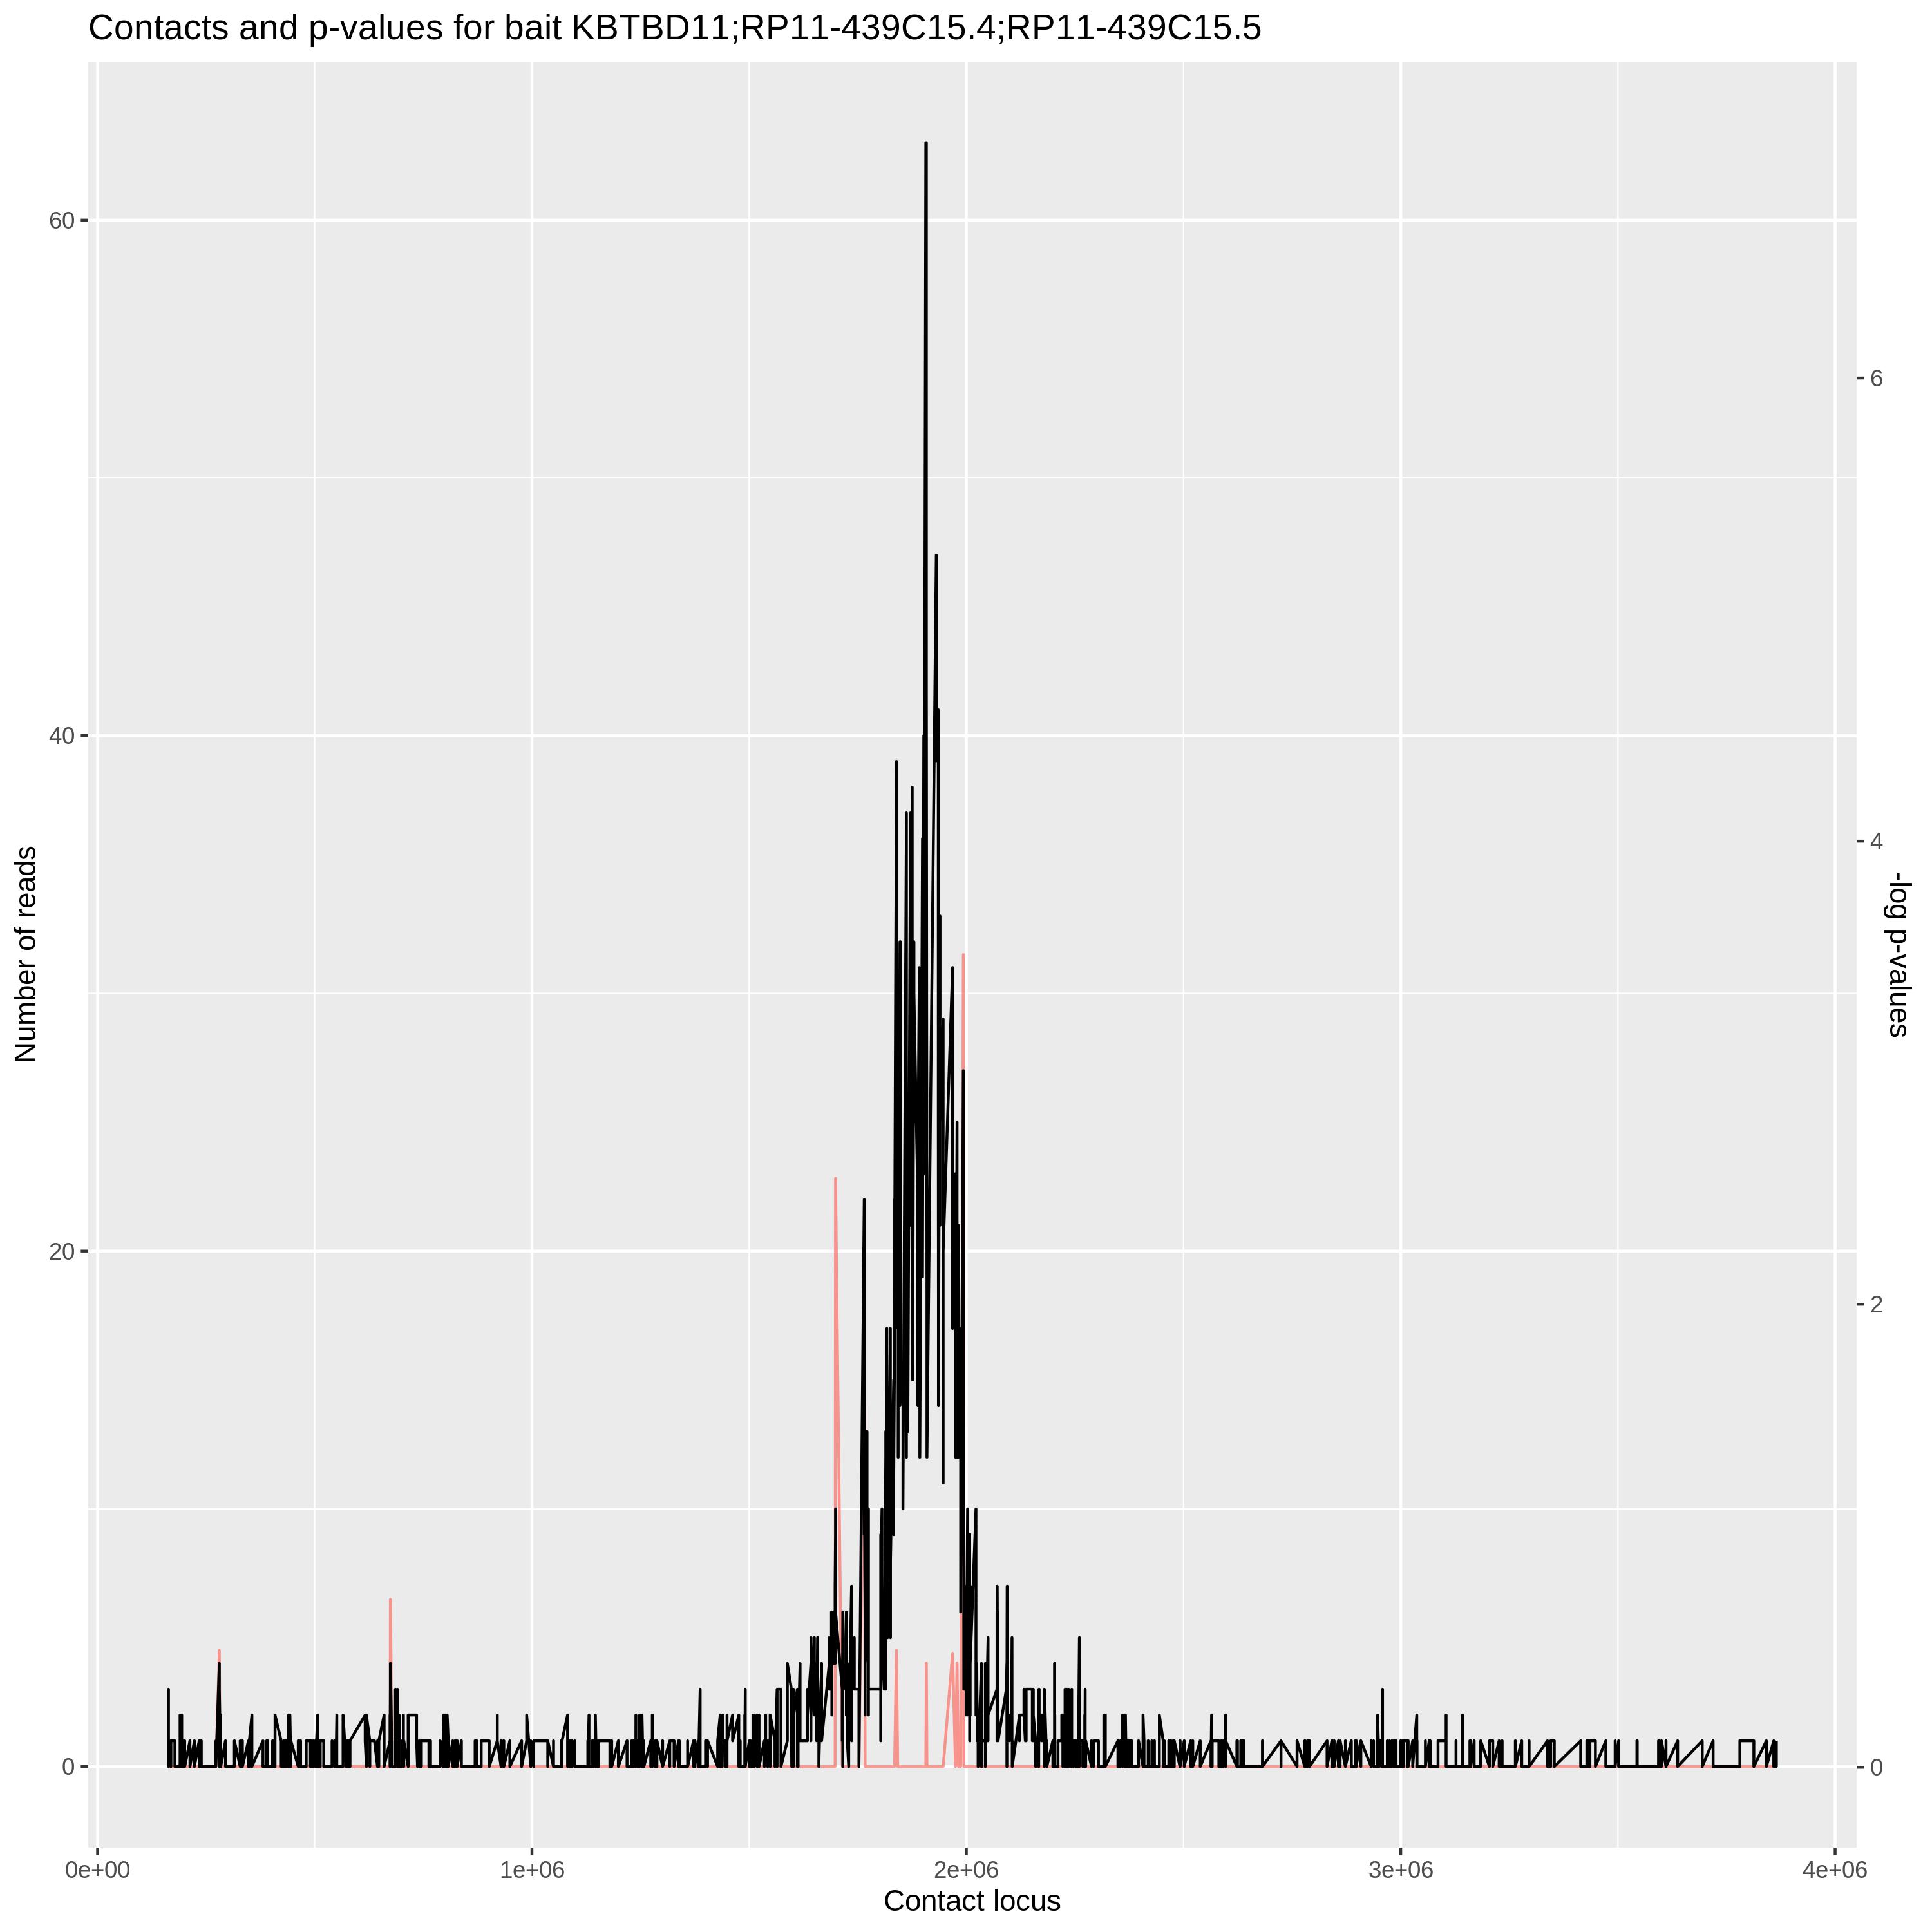 Contacts and p-values for bait KBTBD11;RP11-439C15.4;RP11-439C15.5
60
40
20
0
Number of reads
6
4
2
0
-log p-values
0e+00 1e+06 2e+06 3e+06 4e+06
Contact locus